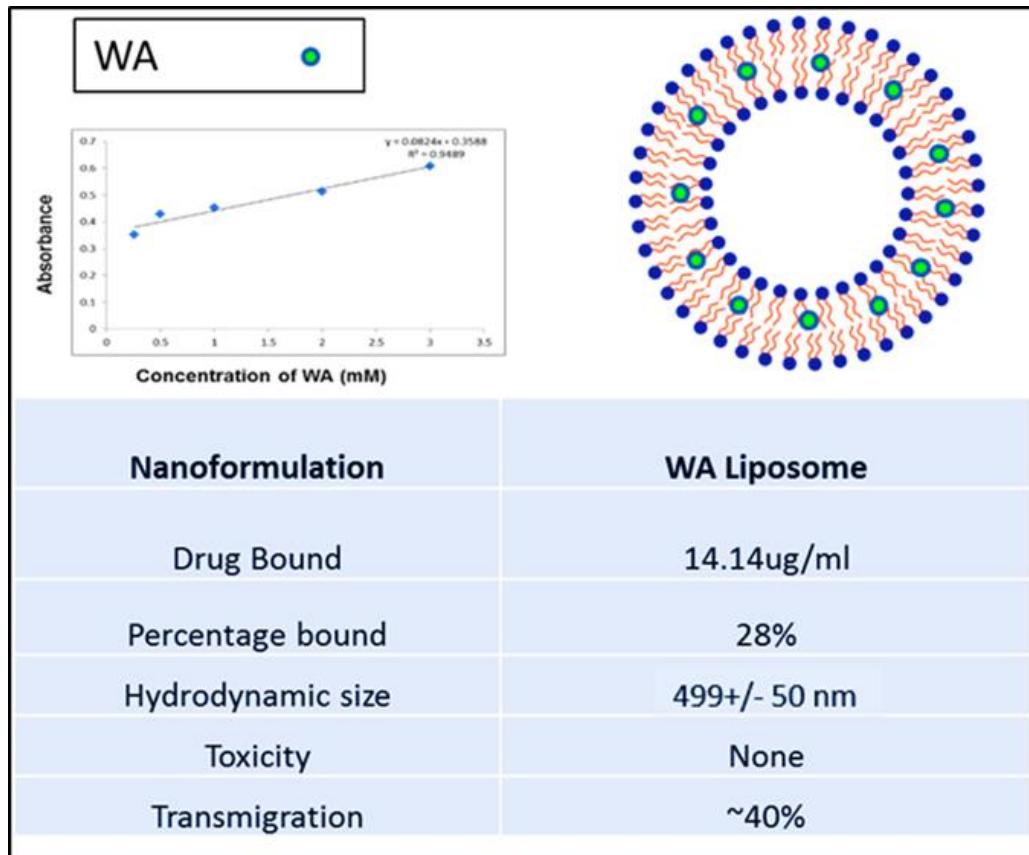 WA
y = 0.0824x + 0.3588
R² = 0.9489
0.7
0.6
0.5
0.4
0.3
0.2
0.1
0
0 0.5 1 1.5 2 2.5 3 3.5
Absorbance
Concentration of WA (mM)
Nanoformulation WA Liposome
Drug Bound 14.14ug/ml
Percentage bound 28%
Hydrodynamic size 499+/- 50 nm
Toxicity None
Transmigration ~40%